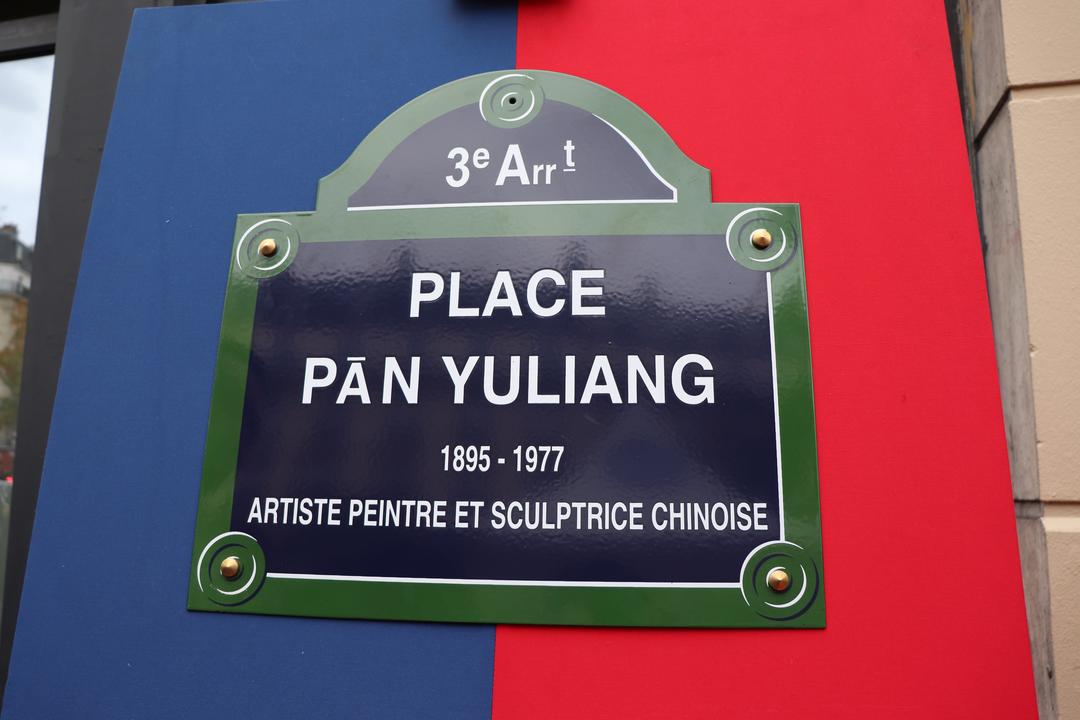 3e Arrt
PLACE
PĀN YULIANG
1895 - 1977
ARTISTE PEINTRE ET SCULPTRICE CHINOISE